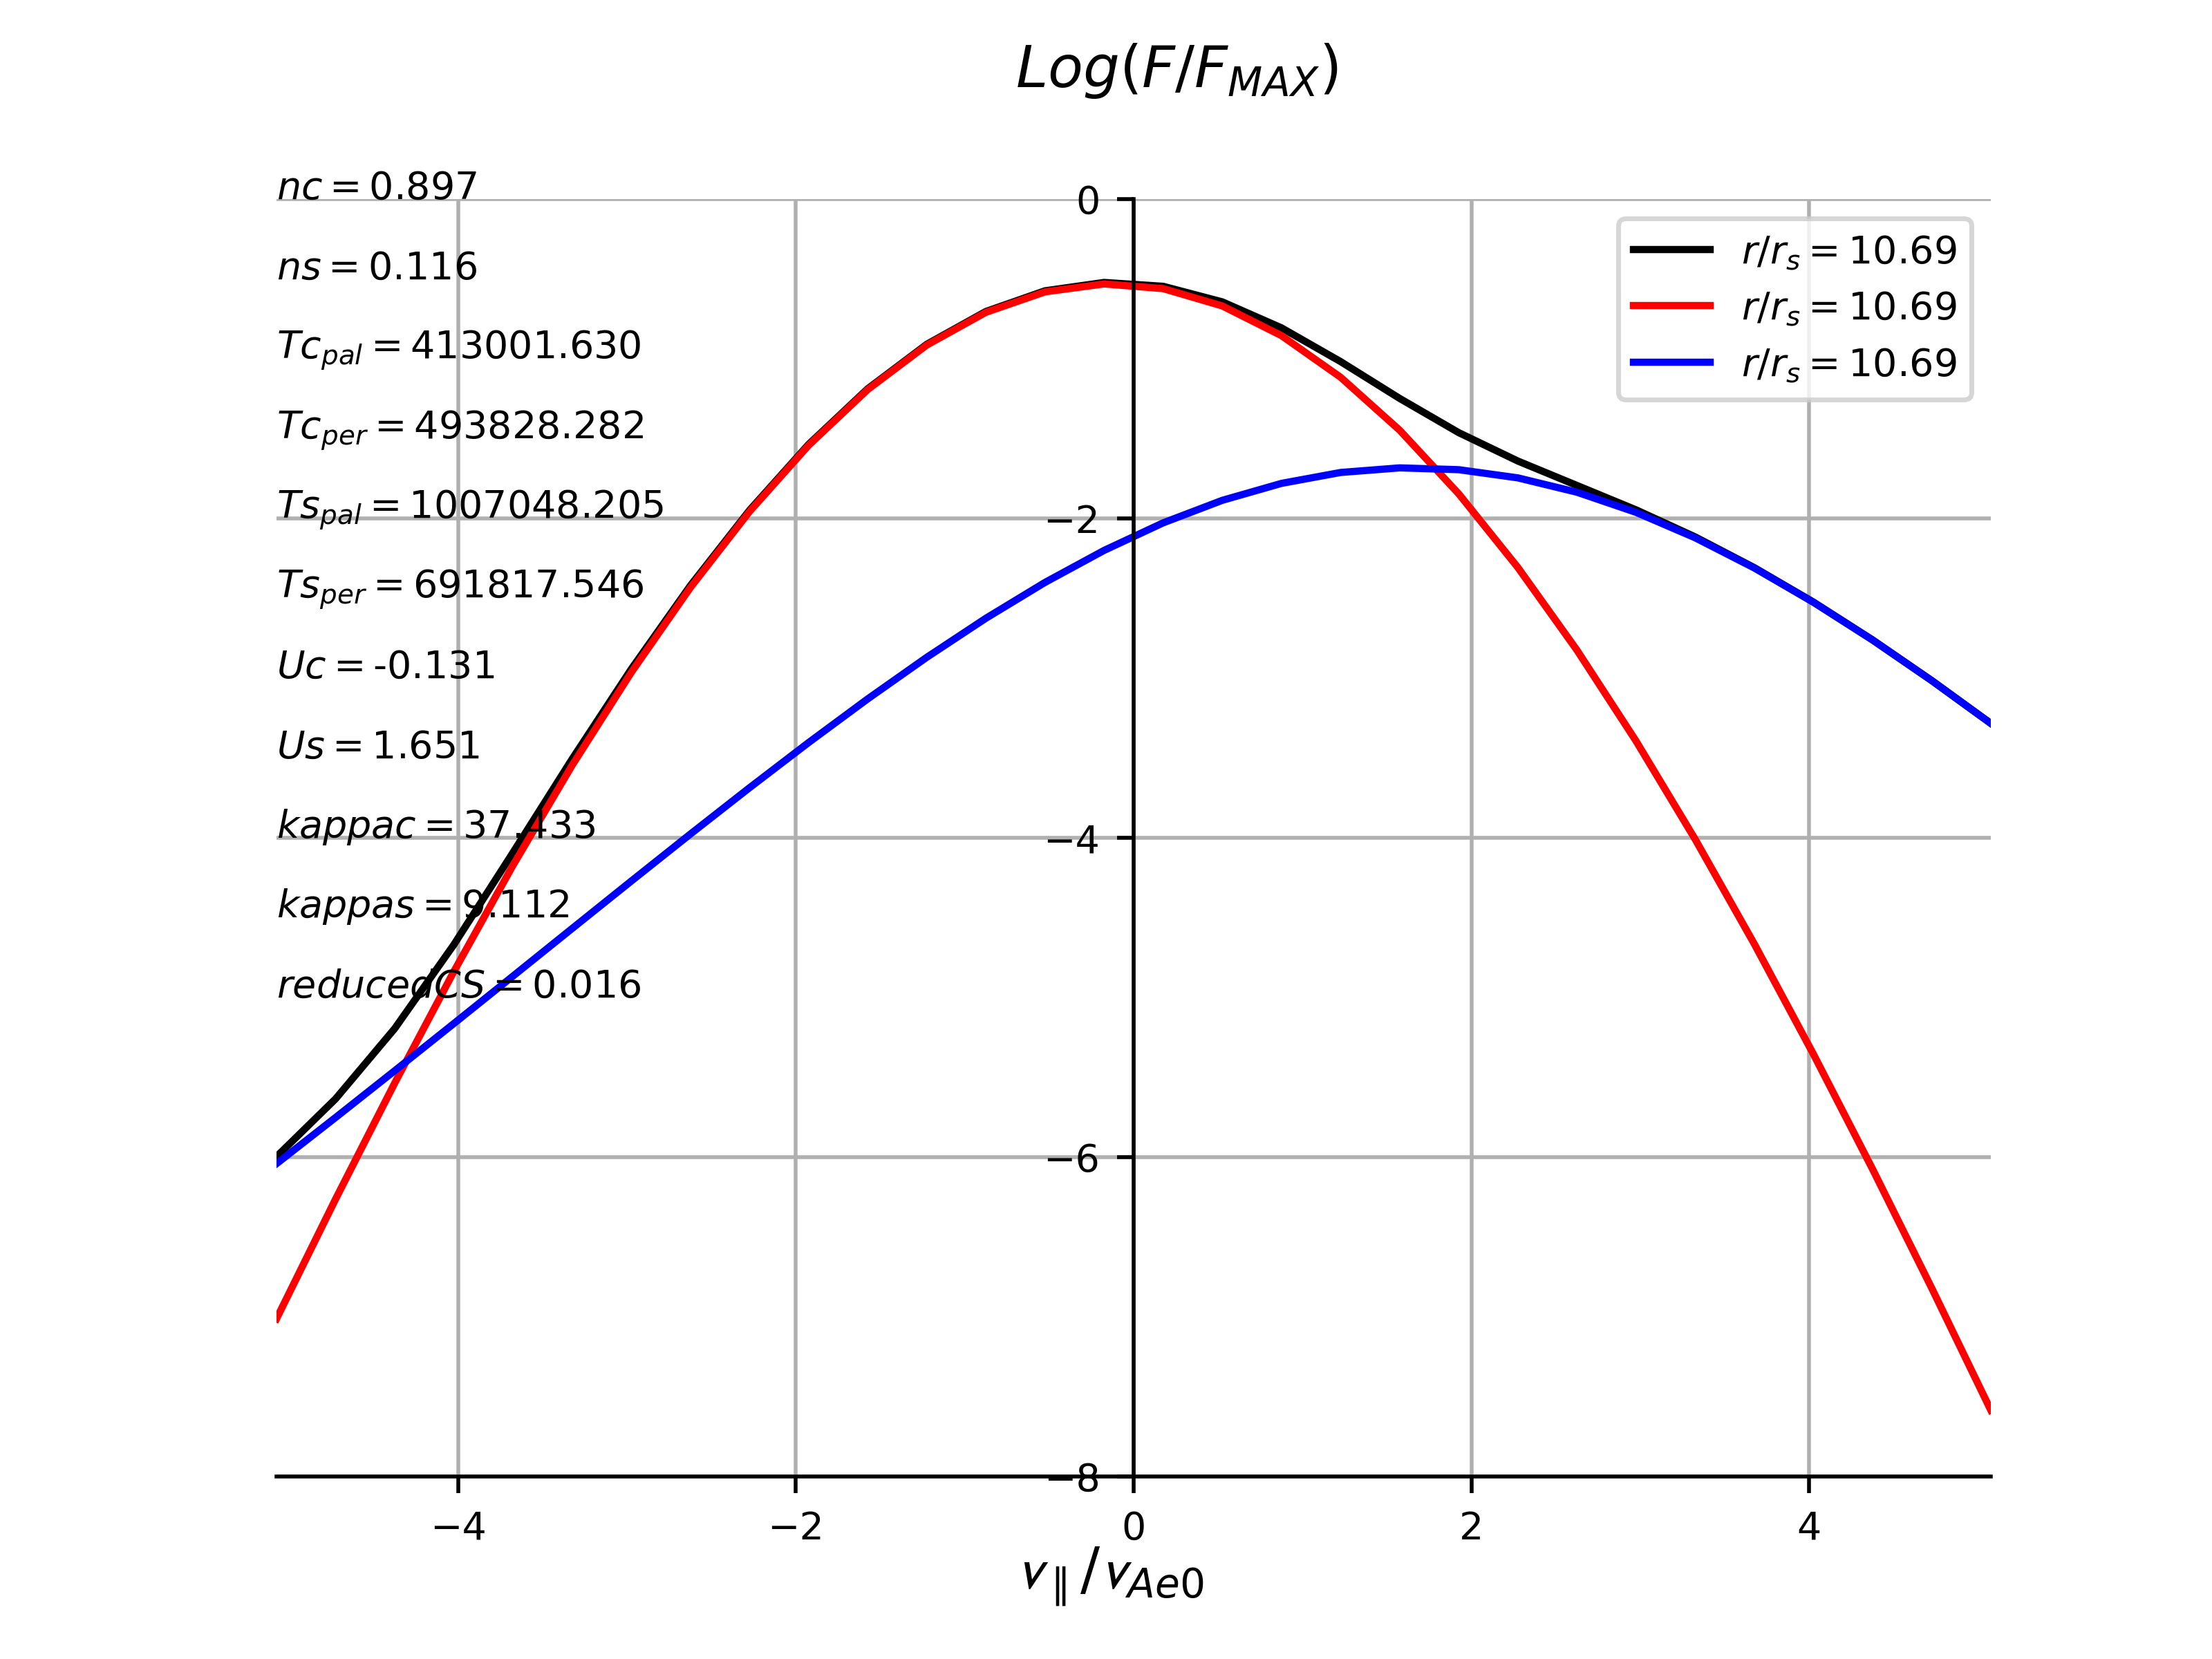 Log(F/F_MAX)
nc = 0.897
ns = 0.116
Tc_pal = 413001.630
Tc_per = 493828.282
Ts_pal = 1007048.205
Ts_per = 691817.546
Uc = -0.131
Us = 1.651
kappac = 37.433
kappas = 9.112
reducedCS = 0.016
r/r_s = 10.69
r/r_s = 10.69
r/r_s = 10.69
0
−2
−4
−6
−8
−4 −2 0 2 4
v_∥/v_Ae0